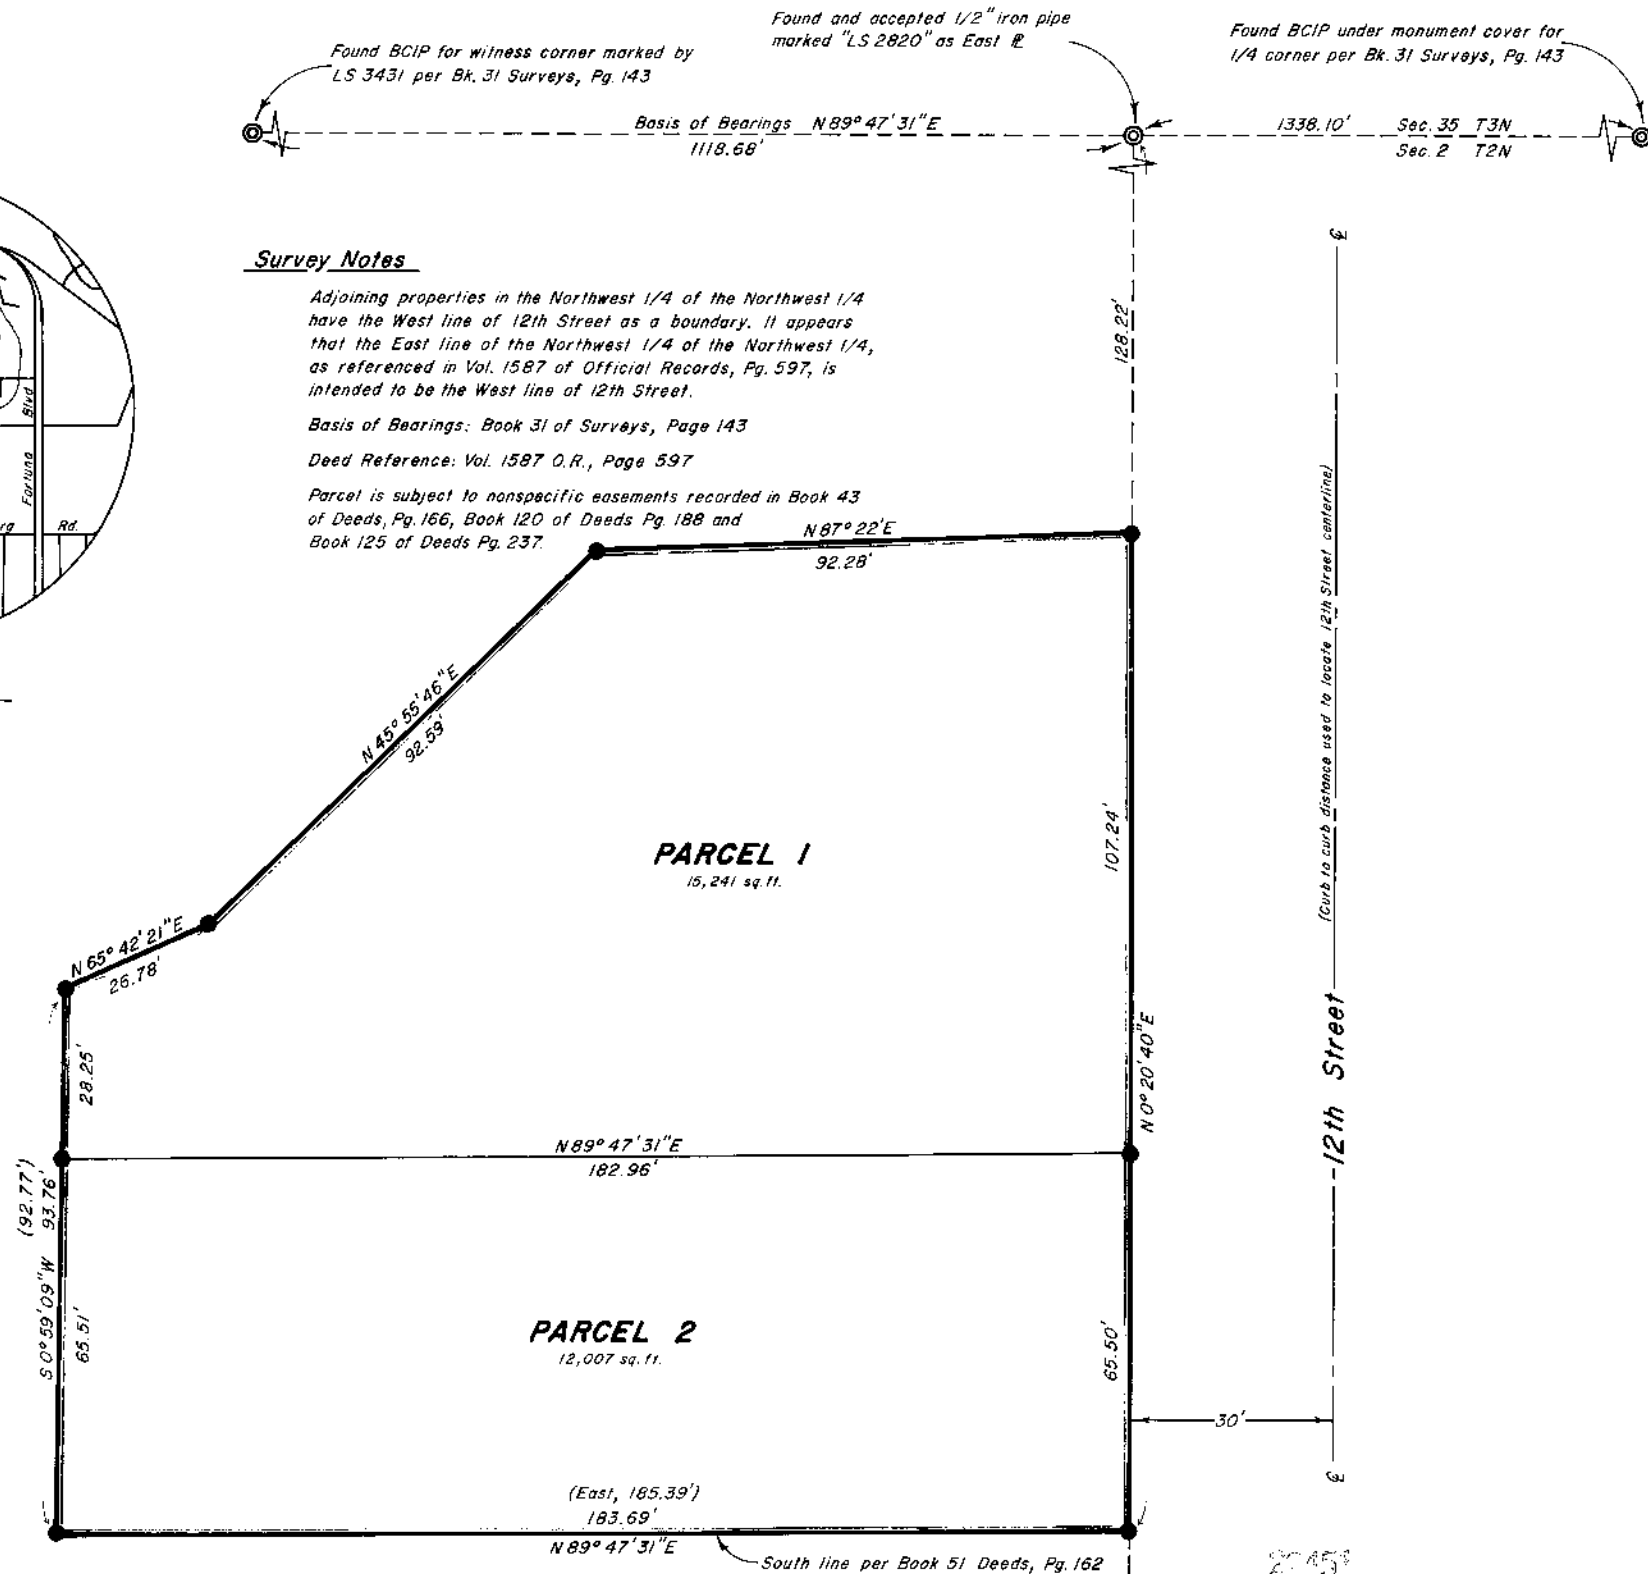 Found BCIP for witness corner marked by
LS 3431 per Bk. 31 Surveys, Pg. 143
Found and accepted 1/2" iron pipe
marked "LS 2820" as East ⅊
Found BCIP under monument cover for
1/4 corner per Bk. 31 Surveys, Pg. 143
Basis of Bearings N 89° 47' 31" E
1118.68'
1338.10'
Sec. 35 T3N
Sec. 2 T2N
Survey Notes
Adjoining properties in the Northwest 1/4 of the Northwest 1/4
have the West line of 12th Street as a boundary. It appears
that the East line of the Northwest 1/4 of the Northwest 1/4,
as referenced in Vol. 1587 of Official Records, Pg. 597, is
intended to be the West line of 12th Street.
Basis of Bearings: Book 31 of Surveys, Page 143
Deed Reference: Vol. 1587 O.R., Page 597
Parcel is subject to nonspecific easements recorded in Book 43
of Deeds, Pg. 166, Book 120 of Deeds Pg. 188 and
Book 125 of Deeds Pg. 237.
Blvd
Fortuna
Rd.
128.22'
℄
(Curb to curb distance used to locate 12th Street centerline)
12th Street
℄
N 87° 22' E
92.28'
N 45° 55' 46" E
92.59'
N 65° 42' 21" E
26.78'
28.25'
107.24'
N 0° 20' 40" E
PARCEL 1
15,241 sq. ft.
N 89° 47' 31" E
182.96'
(92.77')
93.76'
S 0° 59' 09" W
65.51'
PARCEL 2
12,007 sq. ft.
65.50'
30'
(East, 185.39')
183.69'
N 89° 47' 31" E
South line per Book 51 Deeds, Pg. 162